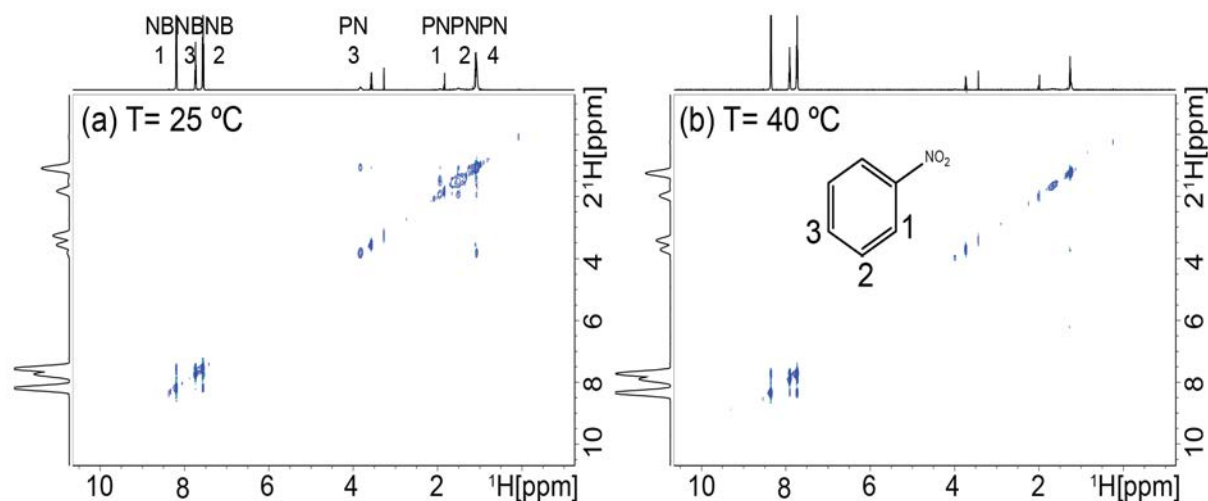 NB NB NB PN PN PN PN
1 3 2 3 1 2 4
(a) T= 25 ºC
2 4 6 8 10
¹H[ppm]
10 8 6 4 2 ¹H[ppm]
(b) T= 40 ºC
NO₂
3 1
2
2 4 6 8 10
¹H[ppm]
10 8 6 4 2 ¹H[ppm]